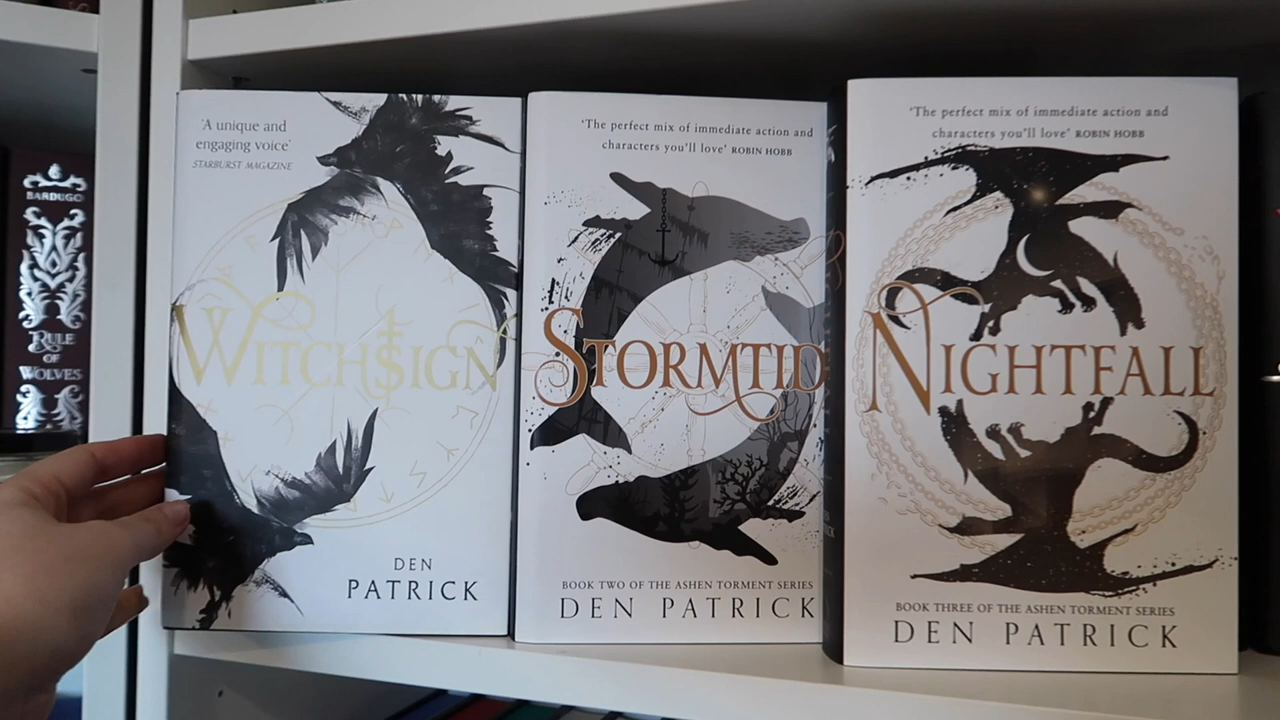 BARDUGO
RULE
OF
WOLVES
'A unique and
engaging voice'
STARBURST MAGAZINE
WITCHSIGN
DEN
PATRICK
'The perfect mix of immediate action and
characters you'll love' ROBIN HOBB
STORMTID
BOOK TWO OF THE ASHEN TORMENT SERIES
DEN PATRICK
'The perfect mix of immediate action and
characters you'll love' ROBIN HOBB
NIGHTFALL
BOOK THREE OF THE ASHEN TORMENT SERIES
DEN PATRICK